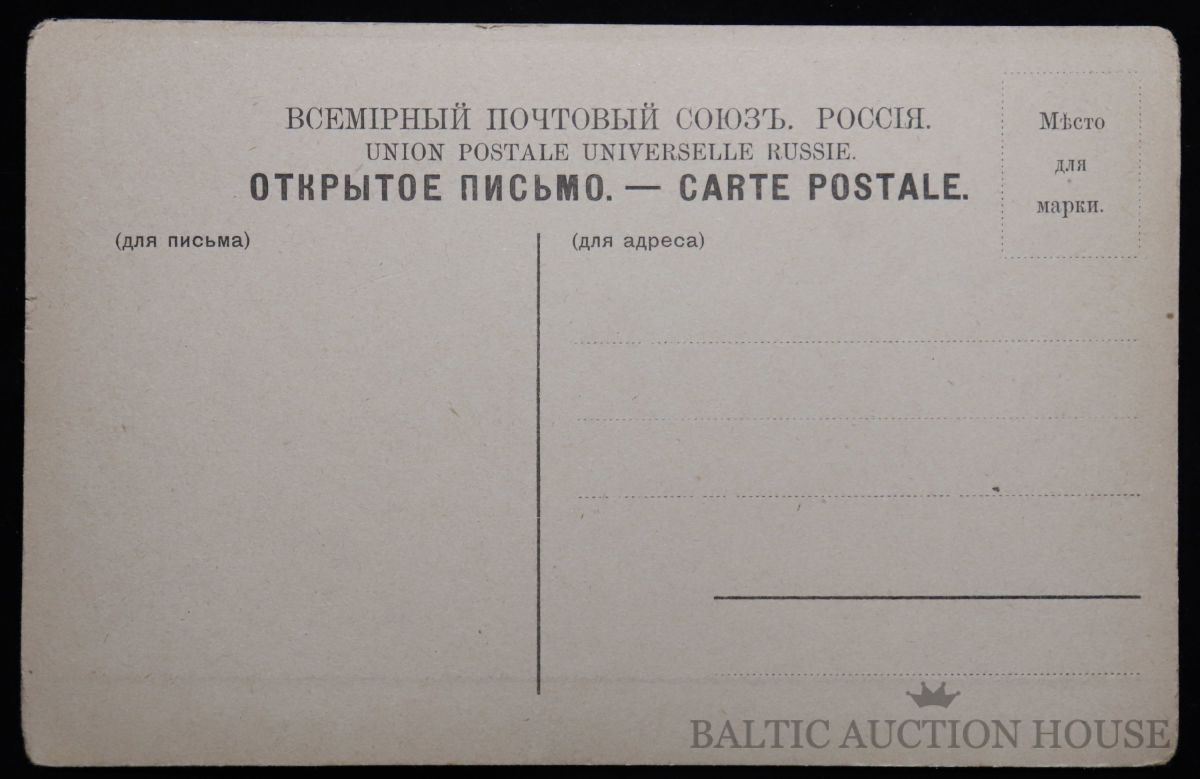 ВСЕМІРНЫЙ ПОЧТОВЫЙ СОЮЗЪ. РОССІЯ.
UNION POSTALE UNIVERSELLE RUSSIE.
ОТКРЫТОЕ ПИСЬМО. — CARTE POSTALE.
Мѣсто
для
марки.
(для письма)
(для адреса)
BALTIC AUCTION HOUSE